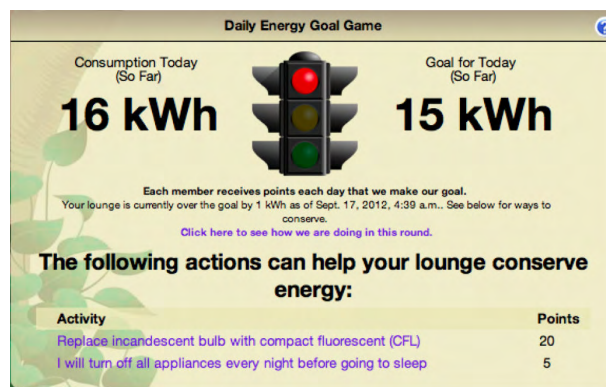 Daily Energy Goal Game
?
Consumption Today
(So Far)
16 kWh
Goal for Today
(So Far)
15 kWh
Each member receives points each day that we make our goal.
Your lounge is currently over the goal by 1 kWh as of Sept. 17, 2012, 4:39 a.m.. See below for ways to
conserve.
Click here to see how we are doing in this round.
The following actions can help your lounge conserve
energy:
Activity Points
Replace incandescent bulb with compact fluorescent (CFL) 20
I will turn off all appliances every night before going to sleep 5